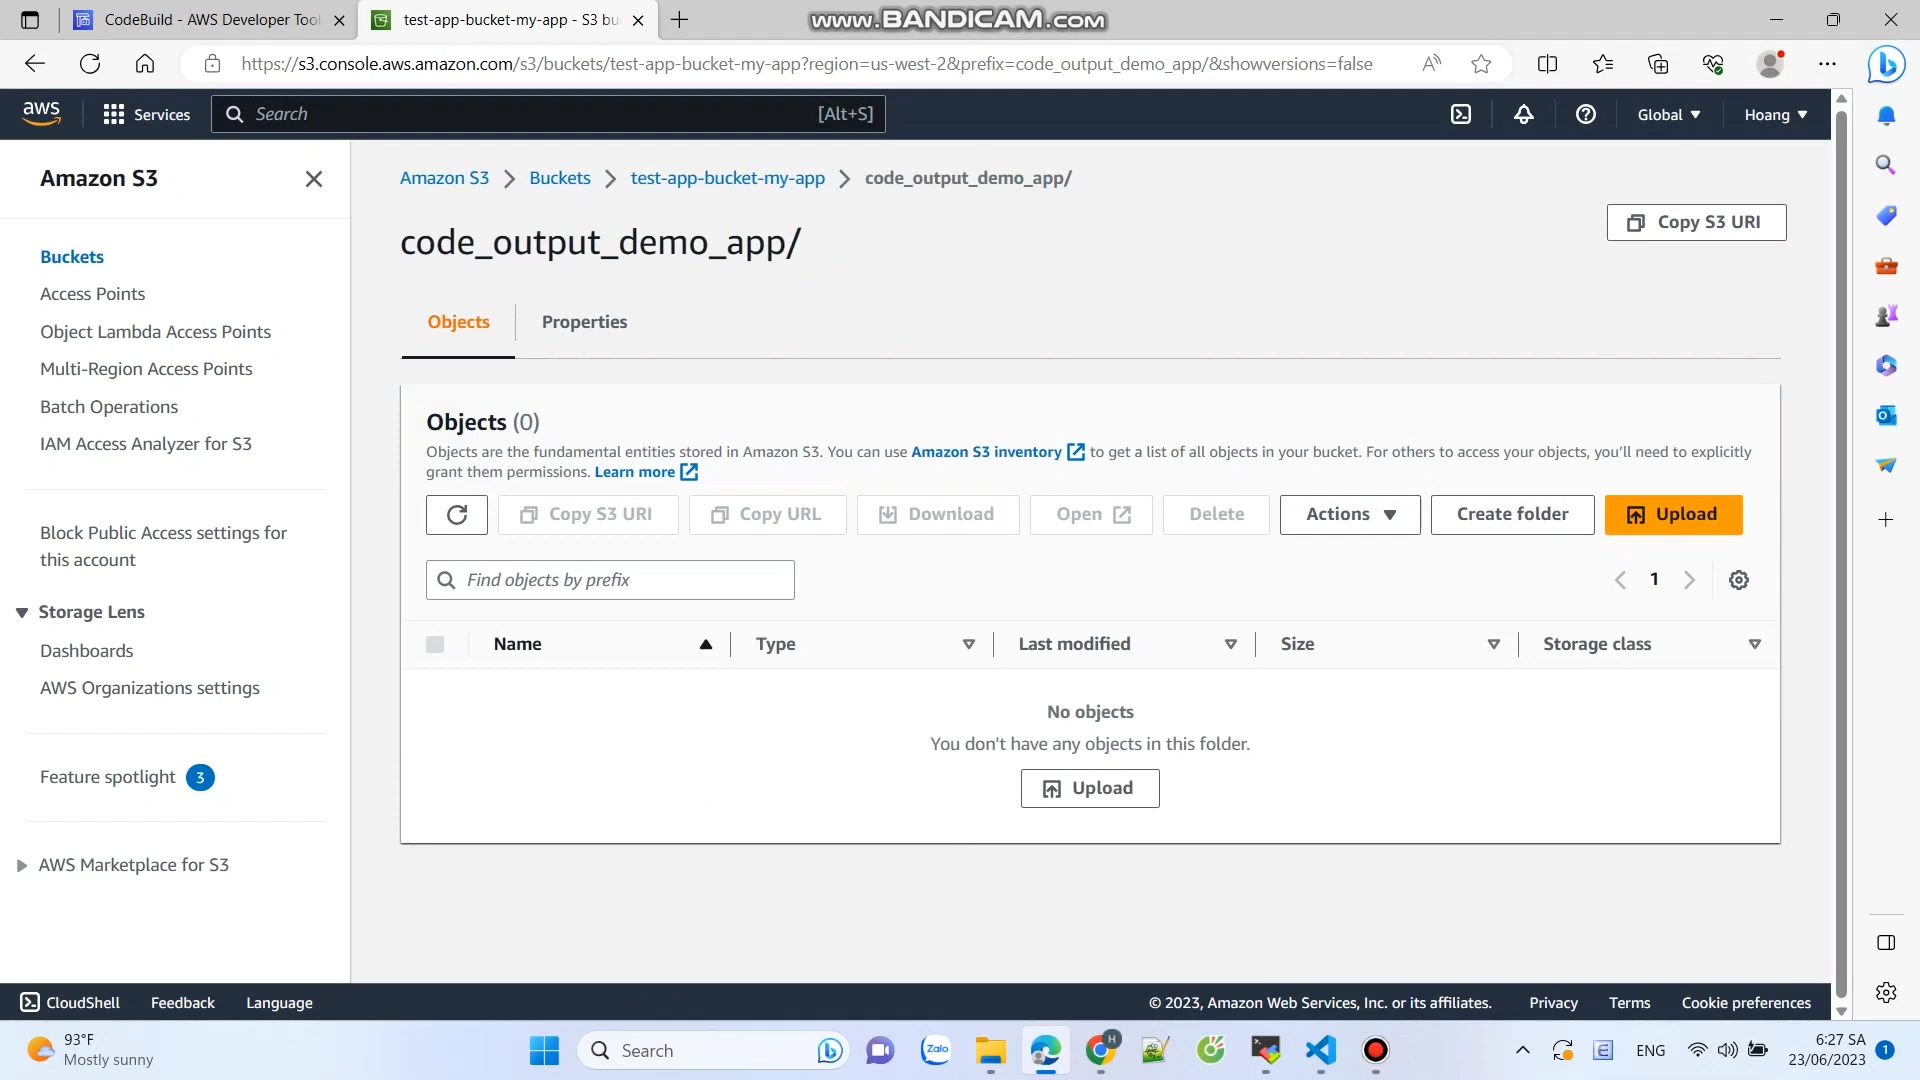 CodeBuild - AWS Developer Tool
test-app-bucket-my-app - S3 bu
www.BANDICAM.com
https://s3.console.aws.amazon.com/s3/buckets/test-app-bucket-my-app?region=us-west-2&prefix=code_output_demo_app/&showversions=false
aws
Services
Search
[Alt+S]
Global
Hoang
Amazon S3
Buckets
Access Points
Object Lambda Access Points
Multi-Region Access Points
Batch Operations
IAM Access Analyzer for S3
Block Public Access settings for
this account
Storage Lens
Dashboards
AWS Organizations settings
Feature spotlight 3
AWS Marketplace for S3
Amazon S3 > Buckets > test-app-bucket-my-app > code_output_demo_app/
code_output_demo_app/
Copy S3 URI
Objects
Properties
Objects (0)
Objects are the fundamental entities stored in Amazon S3. You can use Amazon S3 inventory to get a list of all objects in your bucket. For others to access your objects, you'll need to explicitly
grant them permissions. Learn more
Copy S3 URI
Copy URL
Download
Open
Delete
Actions
Create folder
Upload
Find objects by prefix
1
Name
Type
Last modified
Size
Storage class
No objects
You don't have any objects in this folder.
Upload
CloudShell
Feedback
Language
© 2023, Amazon Web Services, Inc. or its affiliates.
Privacy
Terms
Cookie preferences
93°F
Mostly sunny
Search
Zalo
H
ENG
6:27 SA
23/06/2023
1